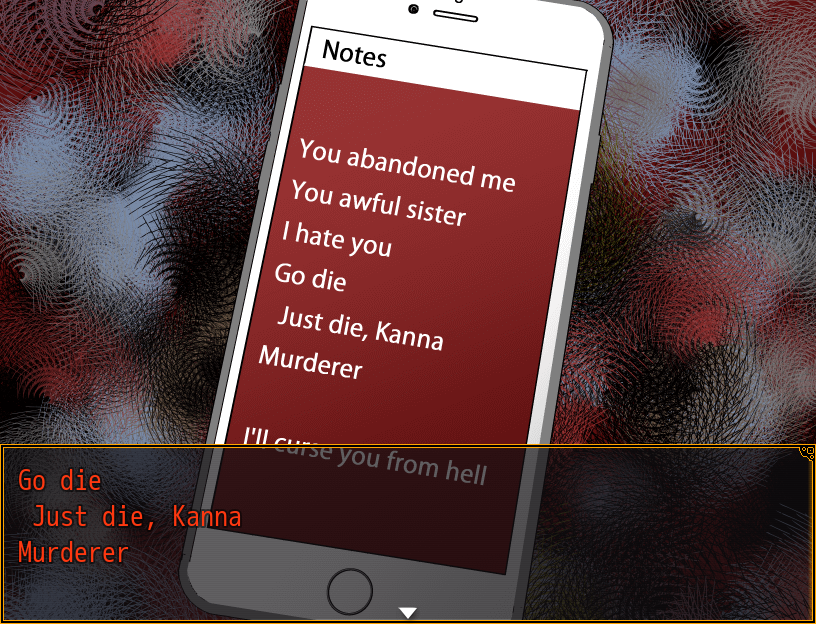 Notes
You abandoned me
You awful sister
I hate you
Go die
Just die, Kanna
Murderer
I'll curse you from hell
Go die
Just die, Kanna
Murderer